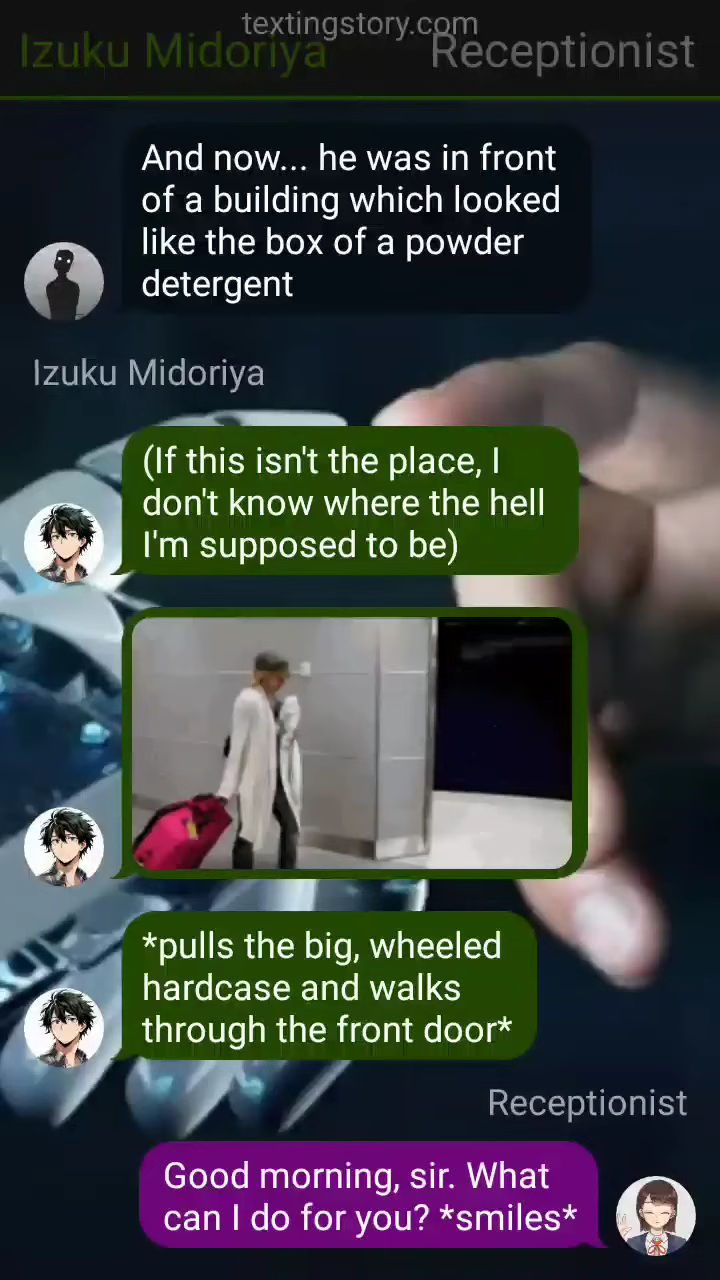 textingstory.com
Izuku Midoriya
Receptionist
And now... he was in front
of a building which looked
like the box of a powder
detergent
Izuku Midoriya
(If this isn't the place, I
don't know where the hell
I'm supposed to be)
*pulls the big, wheeled
hardcase and walks
through the front door*
Receptionist
Good morning, sir. What
can I do for you? *smiles*